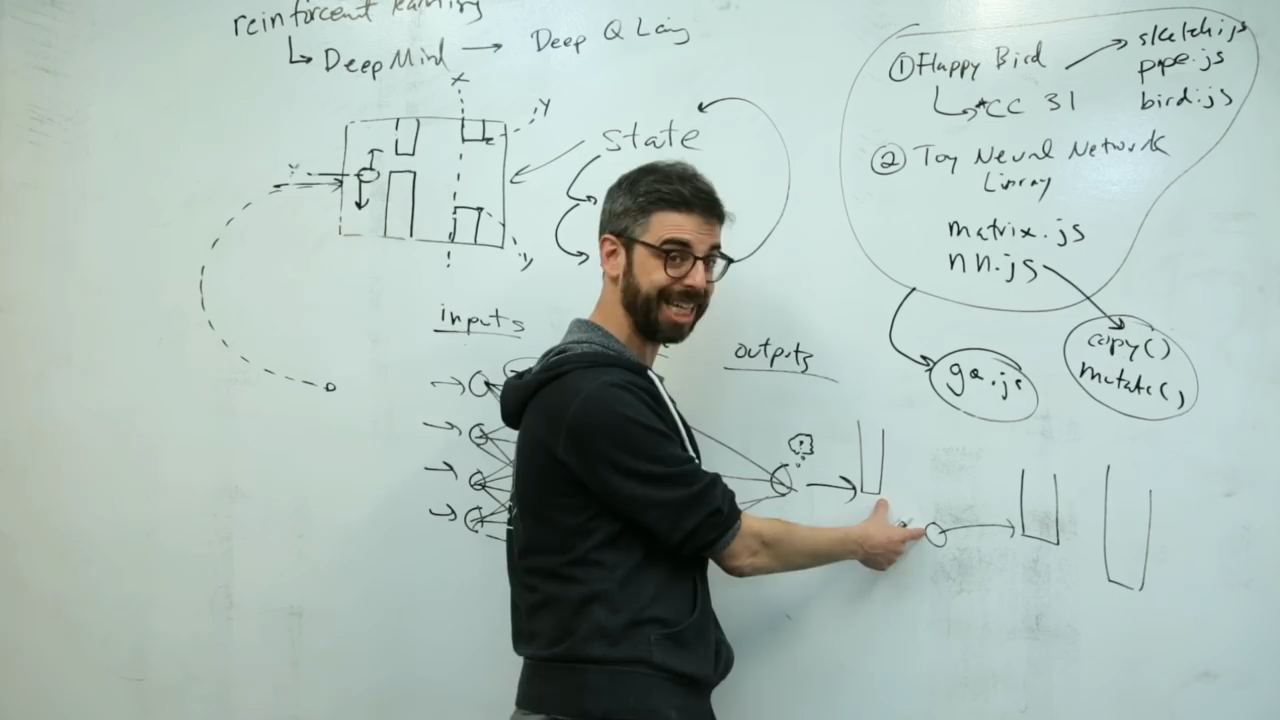 reinforcent learning
DeepMind → Deep Q L
x
y
x
y
state
inputs
outputs
① Flappy Bird → sketch.js
pipe.js
bird.js
*CC 31
② Toy Neural Network
Library
matrix.js
nn.js
ga.js
copy()
mutate()